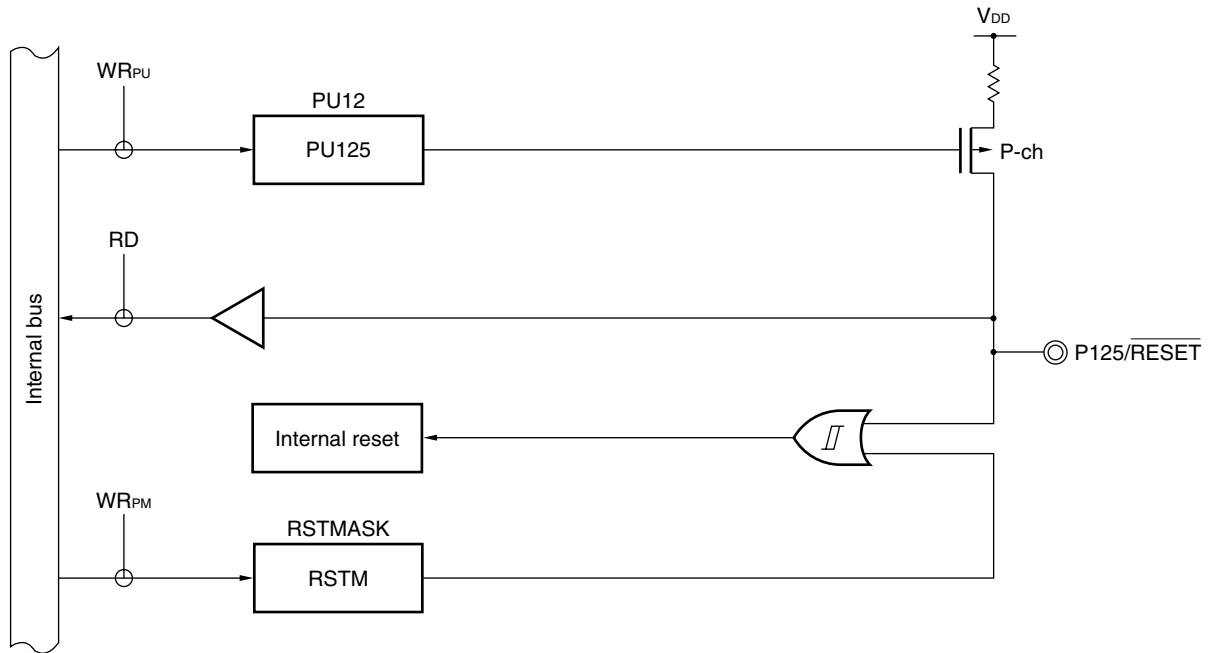 VDD
WRPU
PU12
PU125
P-ch
RD
Internal bus
P125/RESET
Internal reset
WRPM
RSTMASK
RSTM